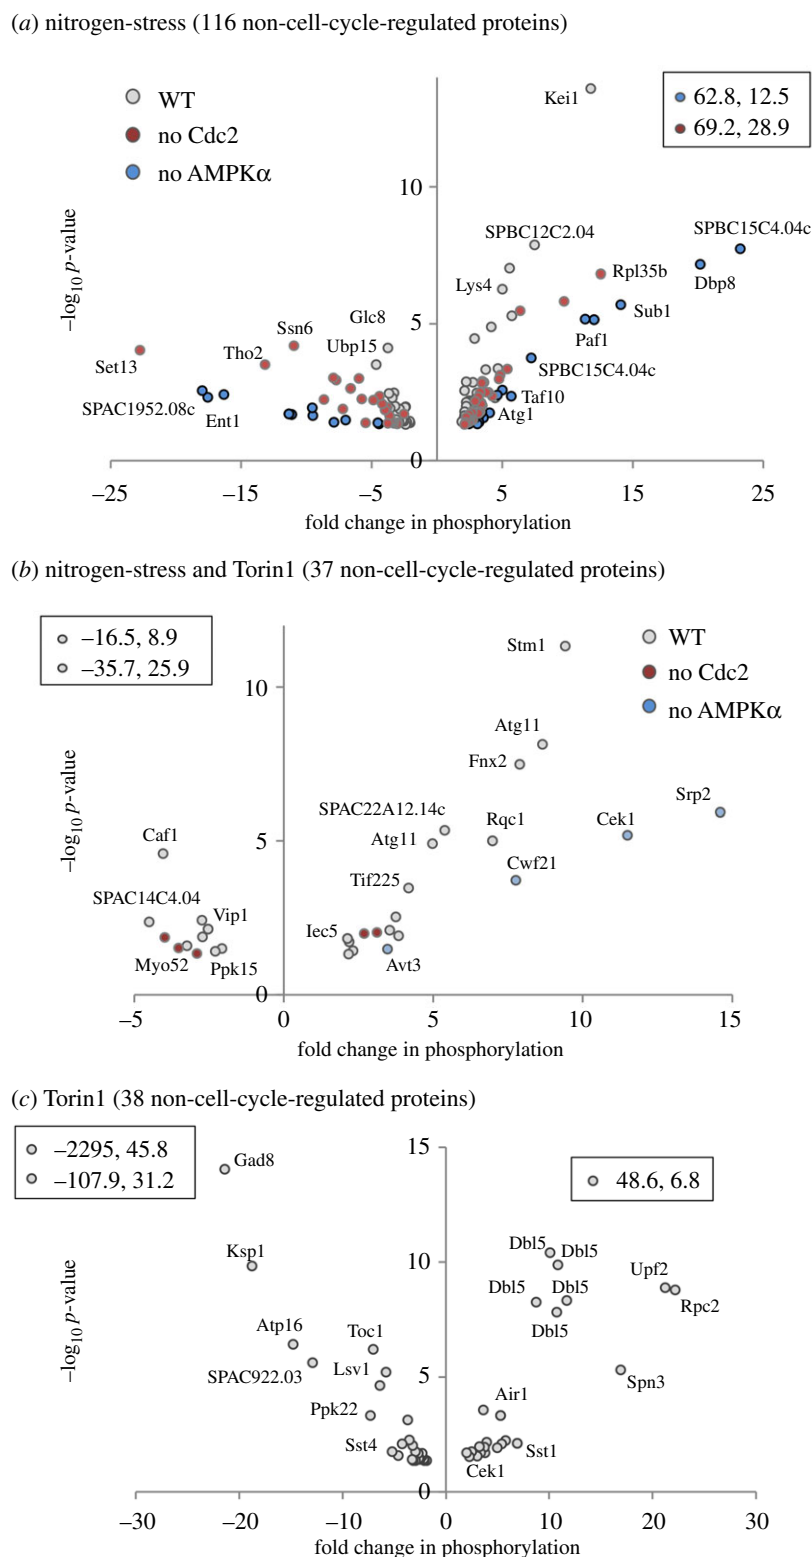 (a) nitrogen-stress (116 non-cell-cycle-regulated proteins)
WT
no Cdc2
no AMPKα
62.8, 12.5
69.2, 28.9
Kei1
10
5
0
–log10 p-value
SPBC12C2.04
SPBC15C4.04c
Lys4
Rpl35b
Dbp8
Sub1
Paf1
Glc8
Ssn6
Ubp15
Tho2
Set13
SPBC15C4.04c
SPAC1952.08c
Ent1
Taf10
Atg1
–25
–15
–5
5
15
25
fold change in phosphorylation
(b) nitrogen-stress and Torin1 (37 non-cell-cycle-regulated proteins)
–16.5, 8.9
–35.7, 25.9
WT
no Cdc2
no AMPKα
Stm1
10
5
0
–log10 p-value
Atg11
Fnx2
Srp2
SPAC22A12.14c
Rqc1
Cek1
Caf1
Atg11
Cwf21
Tif225
SPAC14C4.04
Vip1
Iec5
Myo52
Ppk15
Avt3
–5
0
5
10
15
fold change in phosphorylation
(c) Torin1 (38 non-cell-cycle-regulated proteins)
–2295, 45.8
–107.9, 31.2
48.6, 6.8
15
10
5
0
–log10 p-value
Gad8
Dbl5
Dbl5
Ksp1
Upf2
Dbl5
Dbl5
Rpc2
Atp16
Toc1
Dbl5
SPAC922.03
Lsv1
Spn3
Ppk22
Air1
Sst4
Sst1
Cek1
–30
–20
–10
0
10
20
30
fold change in phosphorylation